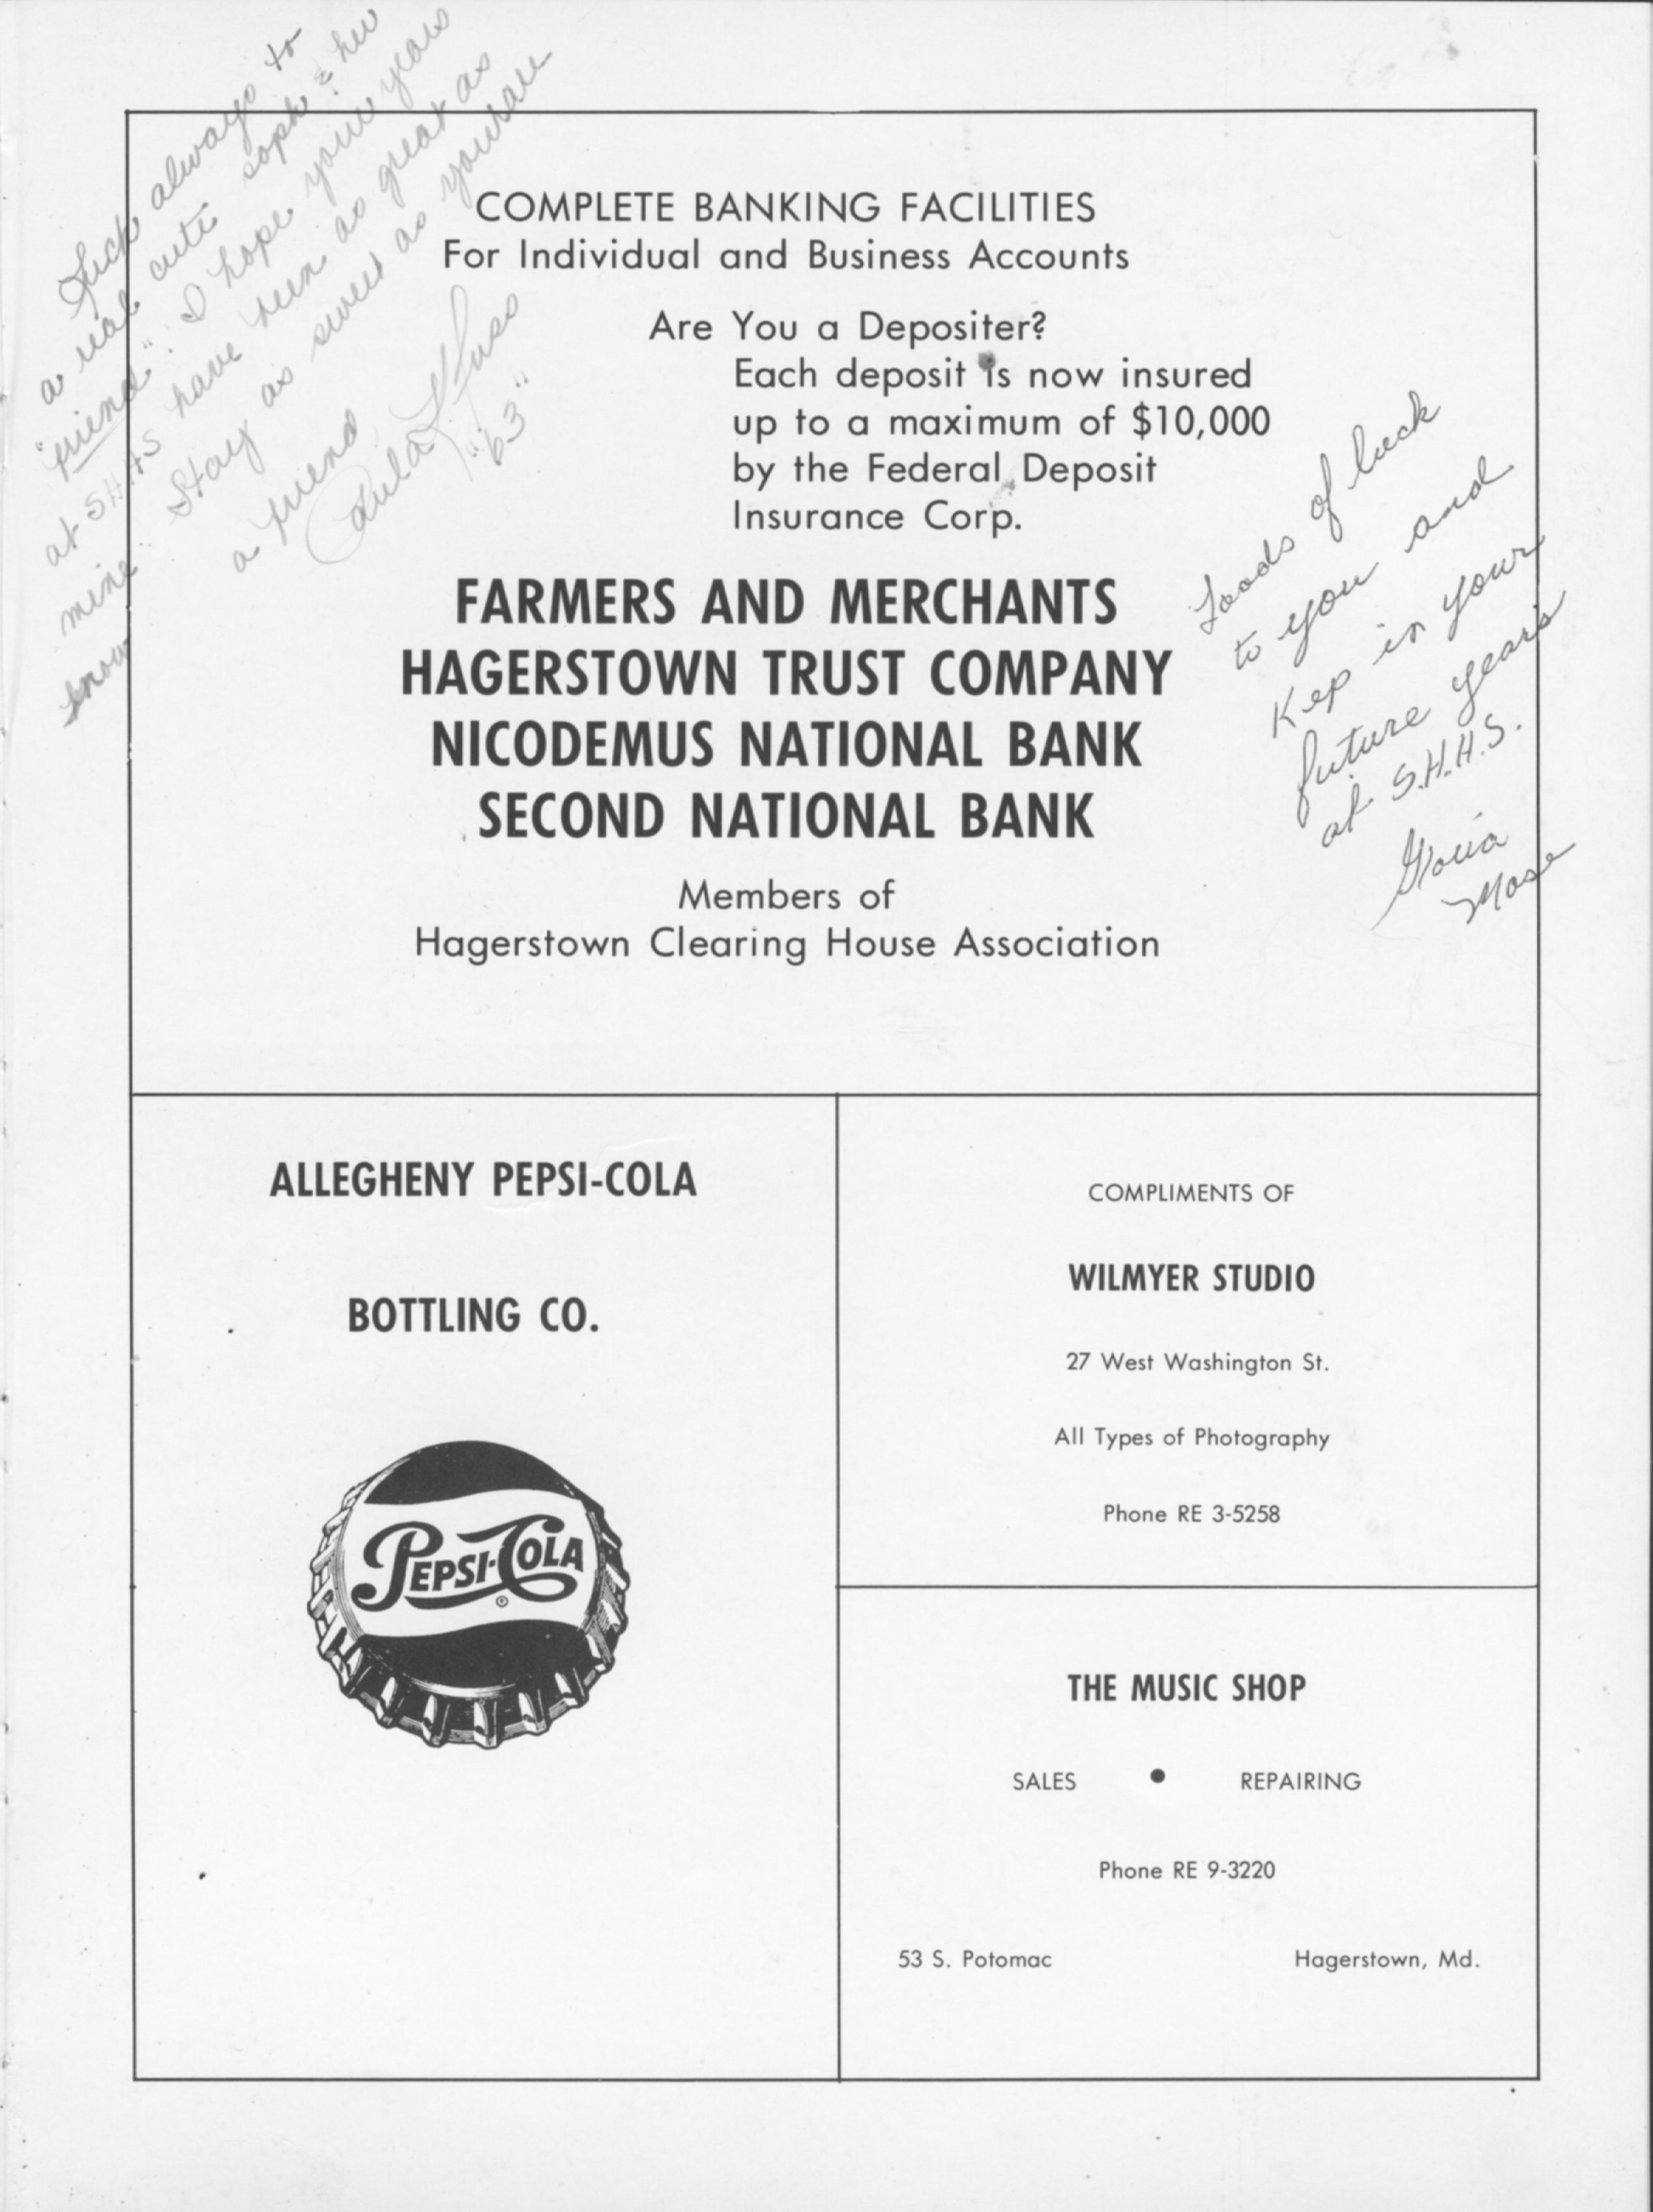 Luck always to
a real cute soph & her
"friend". I hope your years
at SHHS have been as great as
mine. Stay as sweet as you are
a friend,
"63"
COMPLETE BANKING FACILITIES
For Individual and Business Accounts
Are You a Depositer?
Each deposit is now insured
up to a maximum of $10,000
by the Federal Deposit
Insurance Corp.
FARMERS AND MERCHANTS
HAGERSTOWN TRUST COMPANY
NICODEMUS NATIONAL BANK
SECOND NATIONAL BANK
Members of
Hagerstown Clearing House Association
Loads of luck
to you and
Kep in your
future years
at S.H.H.S.
Gloria
Mose
ALLEGHENY PEPSI-COLA
BOTTLING CO.
PEPSI-COLA
®
COMPLIMENTS OF
WILMYER STUDIO
27 West Washington St.
All Types of Photography
Phone RE 3-5258
THE MUSIC SHOP
SALES • REPAIRING
Phone RE 9-3220
53 S. Potomac Hagerstown, Md.